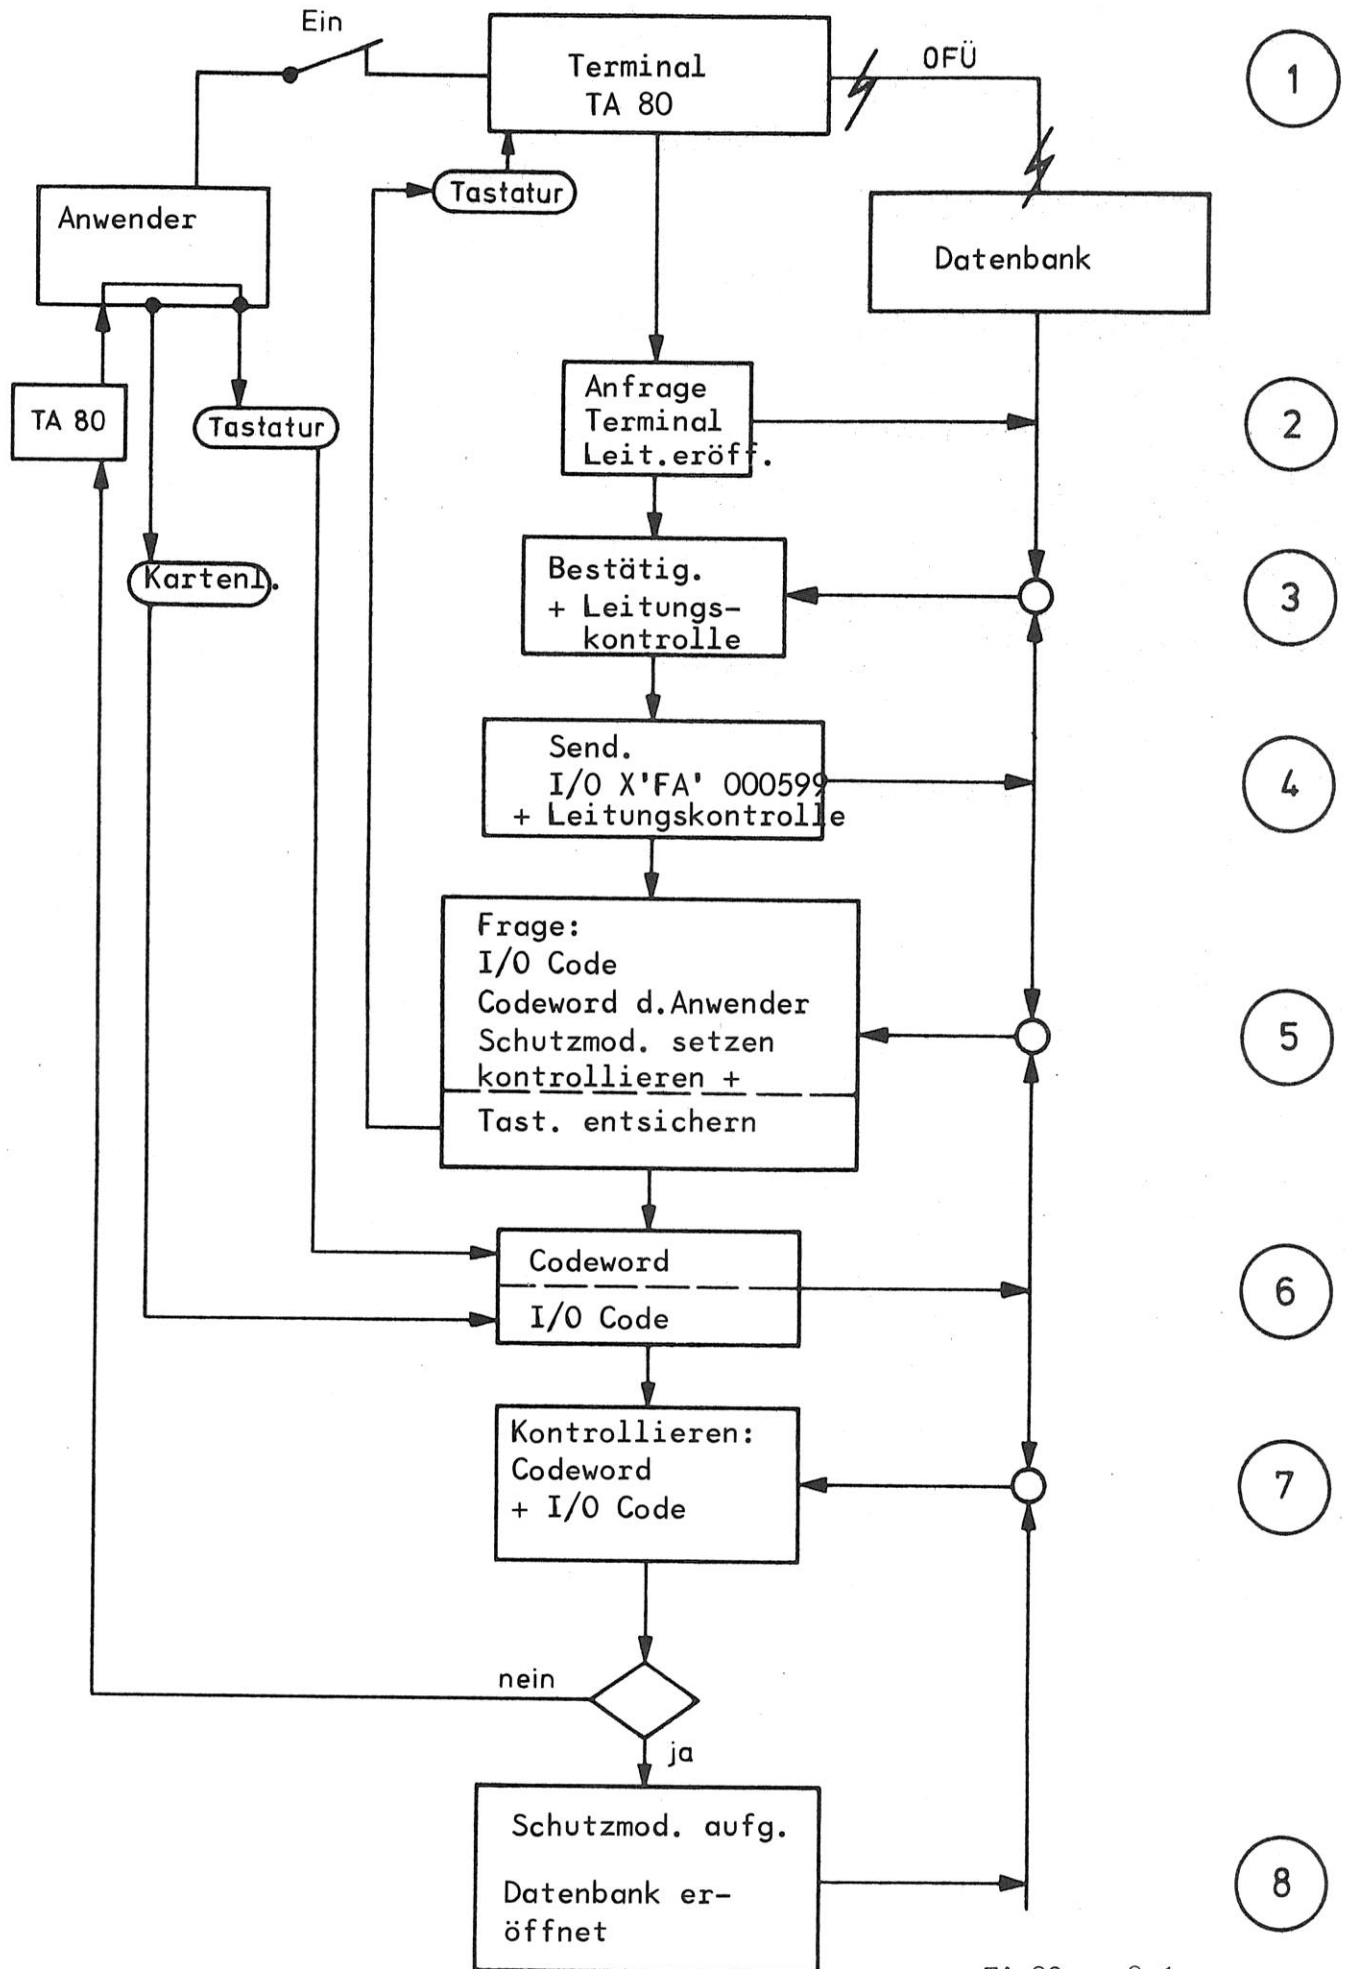 Ein
Terminal
TA 80
OFÜ
1
Tastatur
Anwender
Datenbank
TA 80
Tastatur
Anfrage
Terminal
Leit.eröff.
2
Kartenl.
Bestätig.
+ Leitungs-
kontrolle
3
Send.
I/O X'FA' 000599
+ Leitungskontrolle
4
Frage:
I/O Code
Codeword d.Anwender
Schutzmod. setzen
kontrollieren +
Tast. entsichern
5
Codeword
I/O Code
6
Kontrollieren:
Codeword
+ I/O Code
7
nein
ja
Schutzmod. aufg.
Datenbank er-
öffnet
8